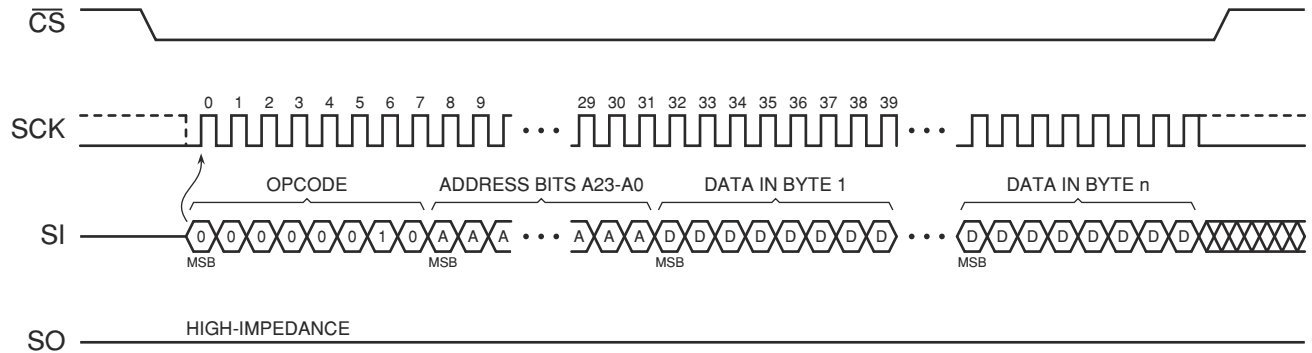 CS
SCK
0 1 2 3 4 5 6 7 8 9 29 30 31 32 33 34 35 36 37 38 39
OPCODE ADDRESS BITS A23-A0 DATA IN BYTE 1 DATA IN BYTE n
SI
0 0 0 0 0 0 1 0 A A A A A A D D D D D D D D D D D D D D D D
MSB MSB MSB MSB
HIGH-IMPEDANCE
SO